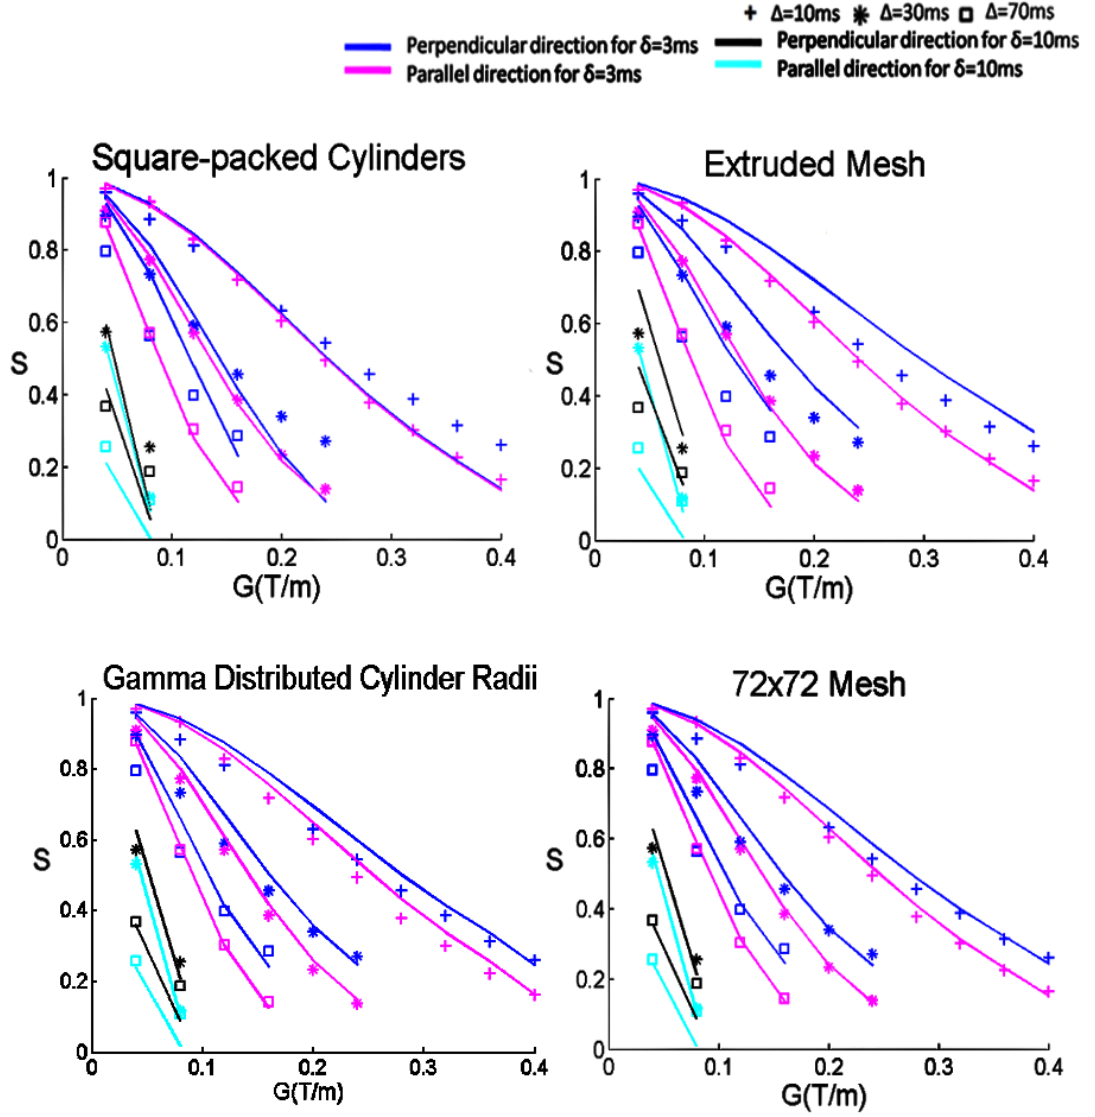 + Δ=10ms ✱ Δ=30ms □ Δ=70ms
Perpendicular direction for δ=3ms
Perpendicular direction for δ=10ms
Parallel direction for δ=3ms
Parallel direction for δ=10ms
Square-packed Cylinders
Extruded Mesh
1
0.8
0.6
S
0.4
0.2
0
0 0.1 0.2 0.3 0.4
G(T/m)
1
0.8
0.6
S
0.4
0.2
0
0 0.1 0.2 0.3 0.4
G(T/m)
Gamma Distributed Cylinder Radii
72x72 Mesh
1
0.8
0.6
S
0.4
0.2
0
0 0.1 0.2 0.3 0.4
G(T/m)
1
0.8
0.6
S
0.4
0.2
0
0 0.1 0.2 0.3 0.4
G(T/m)